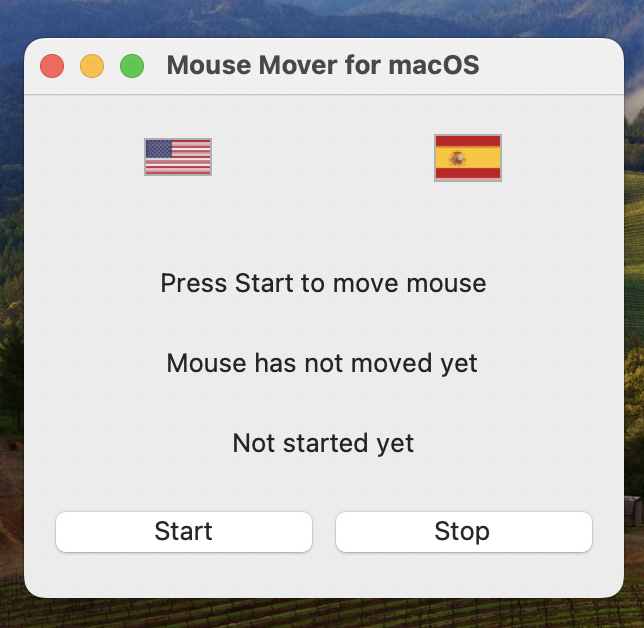 Mouse Mover for macOS
Press Start to move mouse
Mouse has not moved yet
Not started yet
Start
Stop